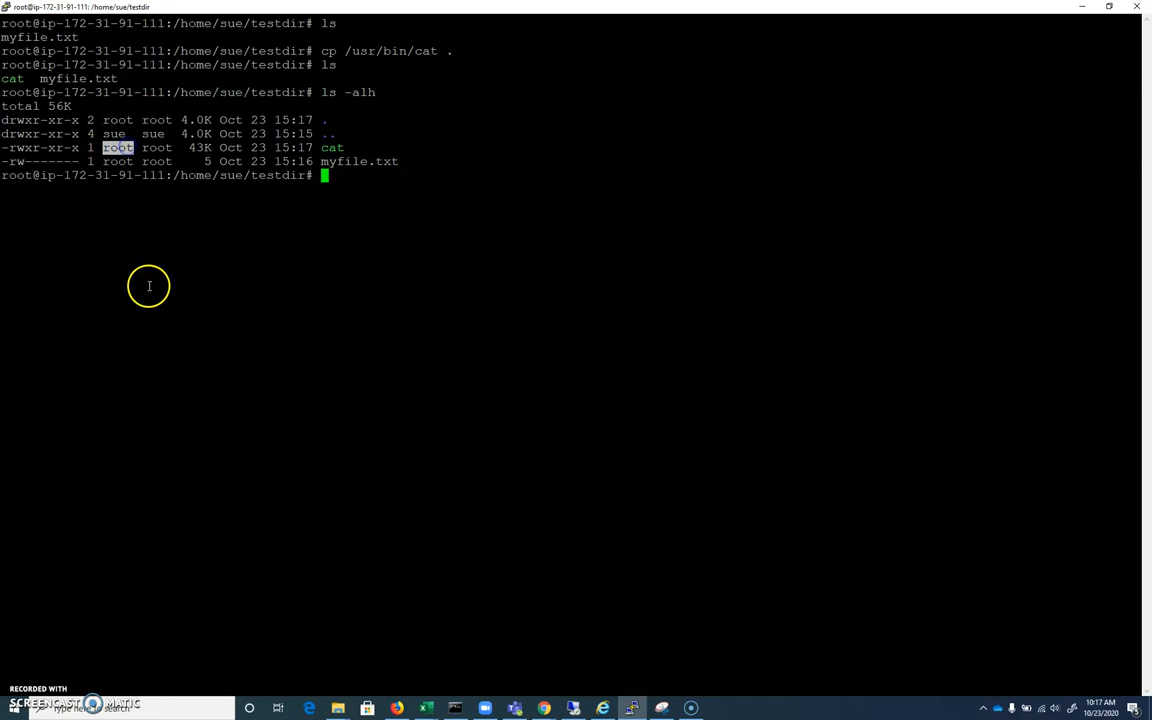 root@ip-172-31-91-111: /home/sue/testdir
root@ip-172-31-91-111:/home/sue/testdir# ls
myfile.txt
root@ip-172-31-91-111:/home/sue/testdir# cp /usr/bin/cat .
root@ip-172-31-91-111:/home/sue/testdir# ls
cat  myfile.txt
root@ip-172-31-91-111:/home/sue/testdir# ls -alh
total 56K
drwxr-xr-x 2 root root 4.0K Oct 23 15:17 .
drwxr-xr-x 4 sue  sue  4.0K Oct 23 15:15 ..
-rwxr-xr-x 1 root root  43K Oct 23 15:17 cat
-rw------- 1 root root    5 Oct 23 15:16 myfile.txt
root@ip-172-31-91-111:/home/sue/testdir#
RECORDED WITH
SCREENCAST MATIC
Type here to search
10:17 AM
10/23/2020
5